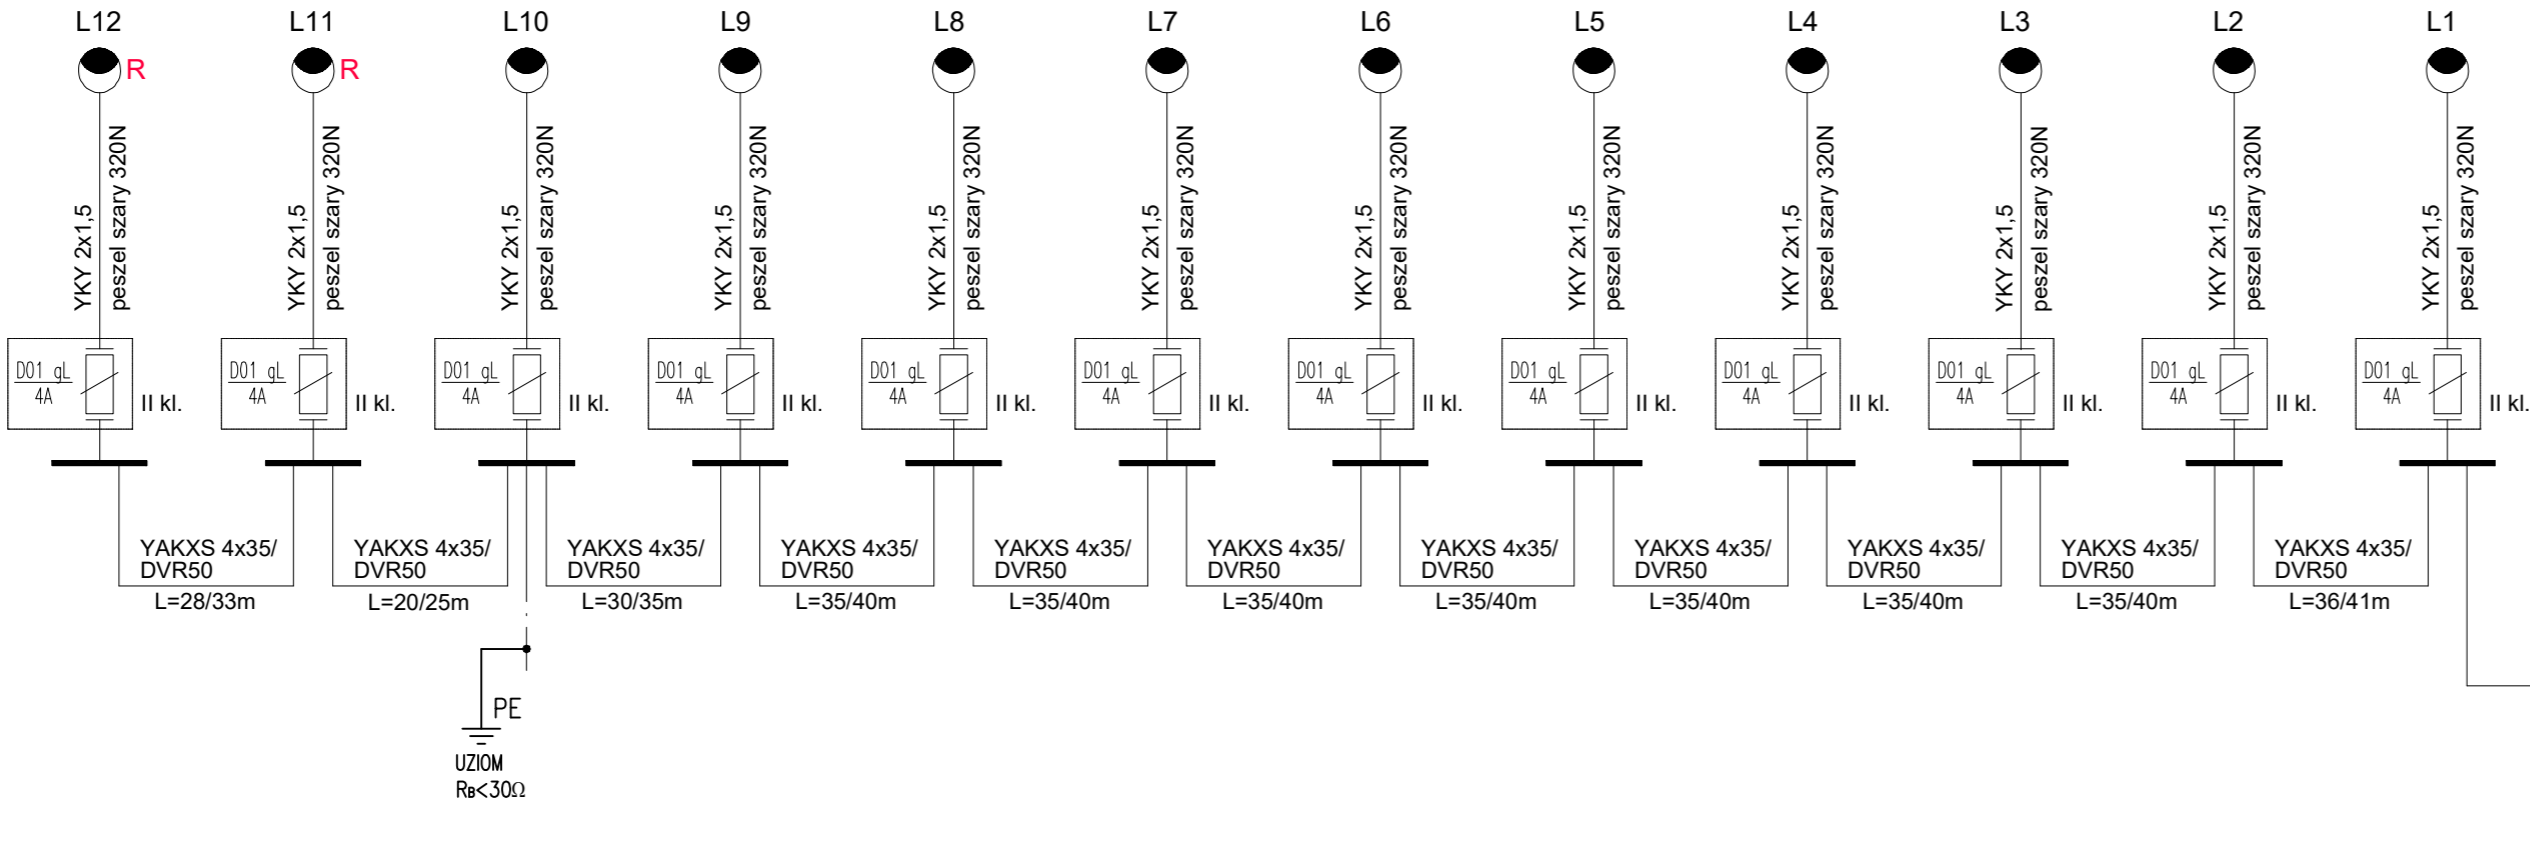 L12 L11 L10 L9 L8 L7 L6 L5 L4 L3 L2 L1
R R
YKY 2x1,5
peszel szary 320N
YKY 2x1,5
peszel szary 320N
YKY 2x1,5
peszel szary 320N
YKY 2x1,5
peszel szary 320N
YKY 2x1,5
peszel szary 320N
YKY 2x1,5
peszel szary 320N
YKY 2x1,5
peszel szary 320N
YKY 2x1,5
peszel szary 320N
YKY 2x1,5
peszel szary 320N
YKY 2x1,5
peszel szary 320N
YKY 2x1,5
peszel szary 320N
YKY 2x1,5
peszel szary 320N
D01 gL D01 gL D01 gL D01 gL D01 gL D01 gL D01 gL D01 gL D01 gL D01 gL D01 gL D01 gL
4A 4A 4A 4A 4A 4A 4A 4A 4A 4A 4A 4A
II kl. II kl. II kl. II kl. II kl. II kl. II kl. II kl. II kl. II kl. II kl. II kl.
YAKXS 4x35/ YAKXS 4x35/ YAKXS 4x35/ YAKXS 4x35/ YAKXS 4x35/ YAKXS 4x35/ YAKXS 4x35/ YAKXS 4x35/ YAKXS 4x35/ YAKXS 4x35/ YAKXS 4x35/
DVR50 DVR50 DVR50 DVR50 DVR50 DVR50 DVR50 DVR50 DVR50 DVR50 DVR50
L=28/33m L=20/25m L=30/35m L=35/40m L=35/40m L=35/40m L=35/40m L=35/40m L=35/40m L=35/40m L=36/41m
PE
UZIOM
RB<30Ω